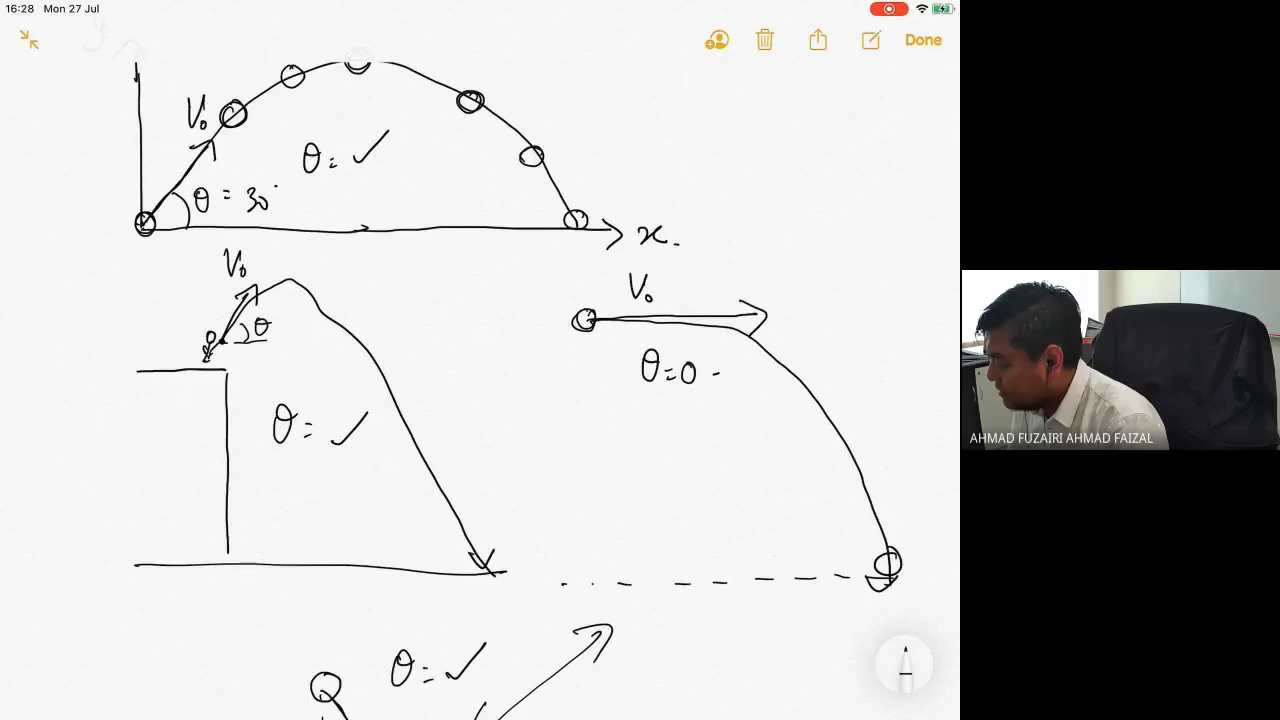 16:28 Mon 27 Jul
Done
V₀
θ = ✓
θ = 30°
x.
V₀
θ
V₀
θ=0
θ = ✓
AHMAD FUZAIRI AHMAD FAIZAL
θ = ✓